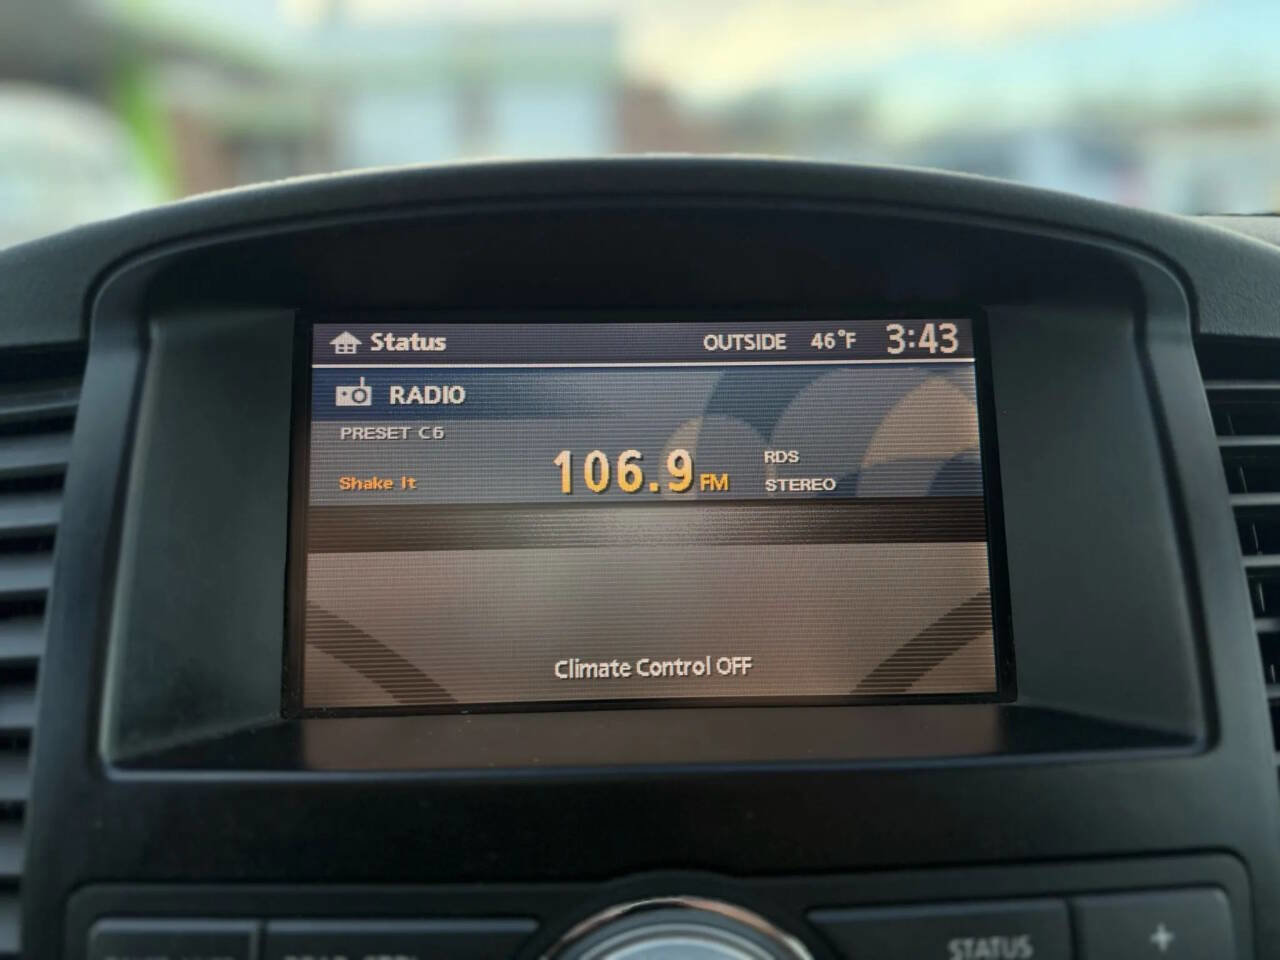 Status OUTSIDE 46°F 3:43
RADIO
PRESET C6
Shake It 106.9 FM RDS STEREO
Climate Control OFF
STATUS +